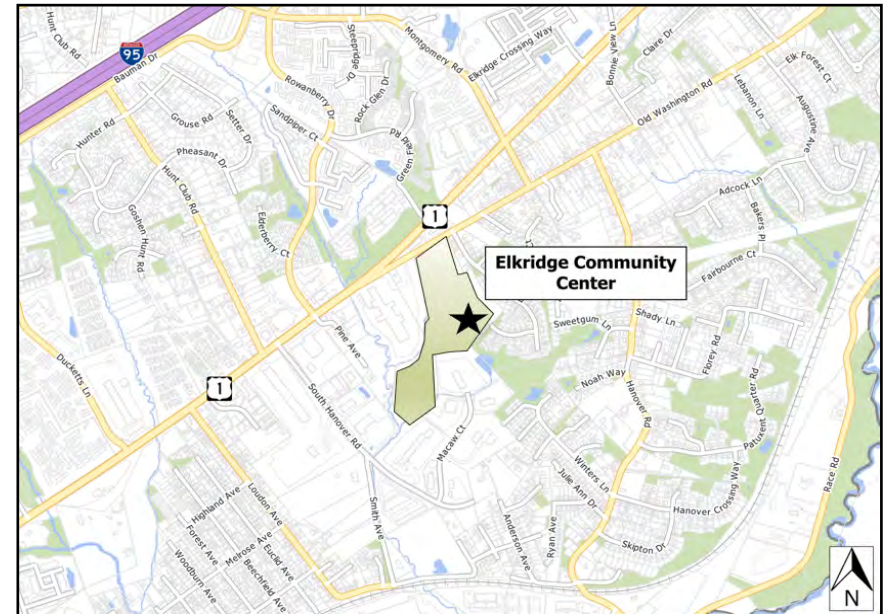 Hunt Club Rd
95
Bauman Dr
Steepridge Dr
Rock Glen Dr
Montgomery Rd
Elkridge Crossing Way
Bonnie View Ln
Claire Dr
Elk Forest Ct
Lebanon Ln
Augustine Ave
Old Washington Rd
Rowanberry Dr
Sandpiper Ct
Green Field Rd
Hunter Rd
Grouse Rd
Setter Dr
Pheasant Dr
Hunt Club Rd
Goshen Hunt Rd
Elderberry Ct
Adcock Ln
Bakers Pl
Fairbourne Ct
1
Elkridge Community
Center
Sweetgum Ln
Shady Ln
Florey Rd
Pine Ave
Ducketts Ln
1
South Hanover Rd
Noah Way
Hanover Rd
Patuxent Quarter Rd
Macaw Ct
Winters Ln
Julie Ann Dr
Hanover Crossing Way
Race Rd
Highland Ave
Loudon Ave
Smith Ave
Forest Ave
Melrose Ave
Euclid Ave
Woodburn Ave
Beechfield Ave
Anderson Ave
Ryan Ave
Skipton Dr
N